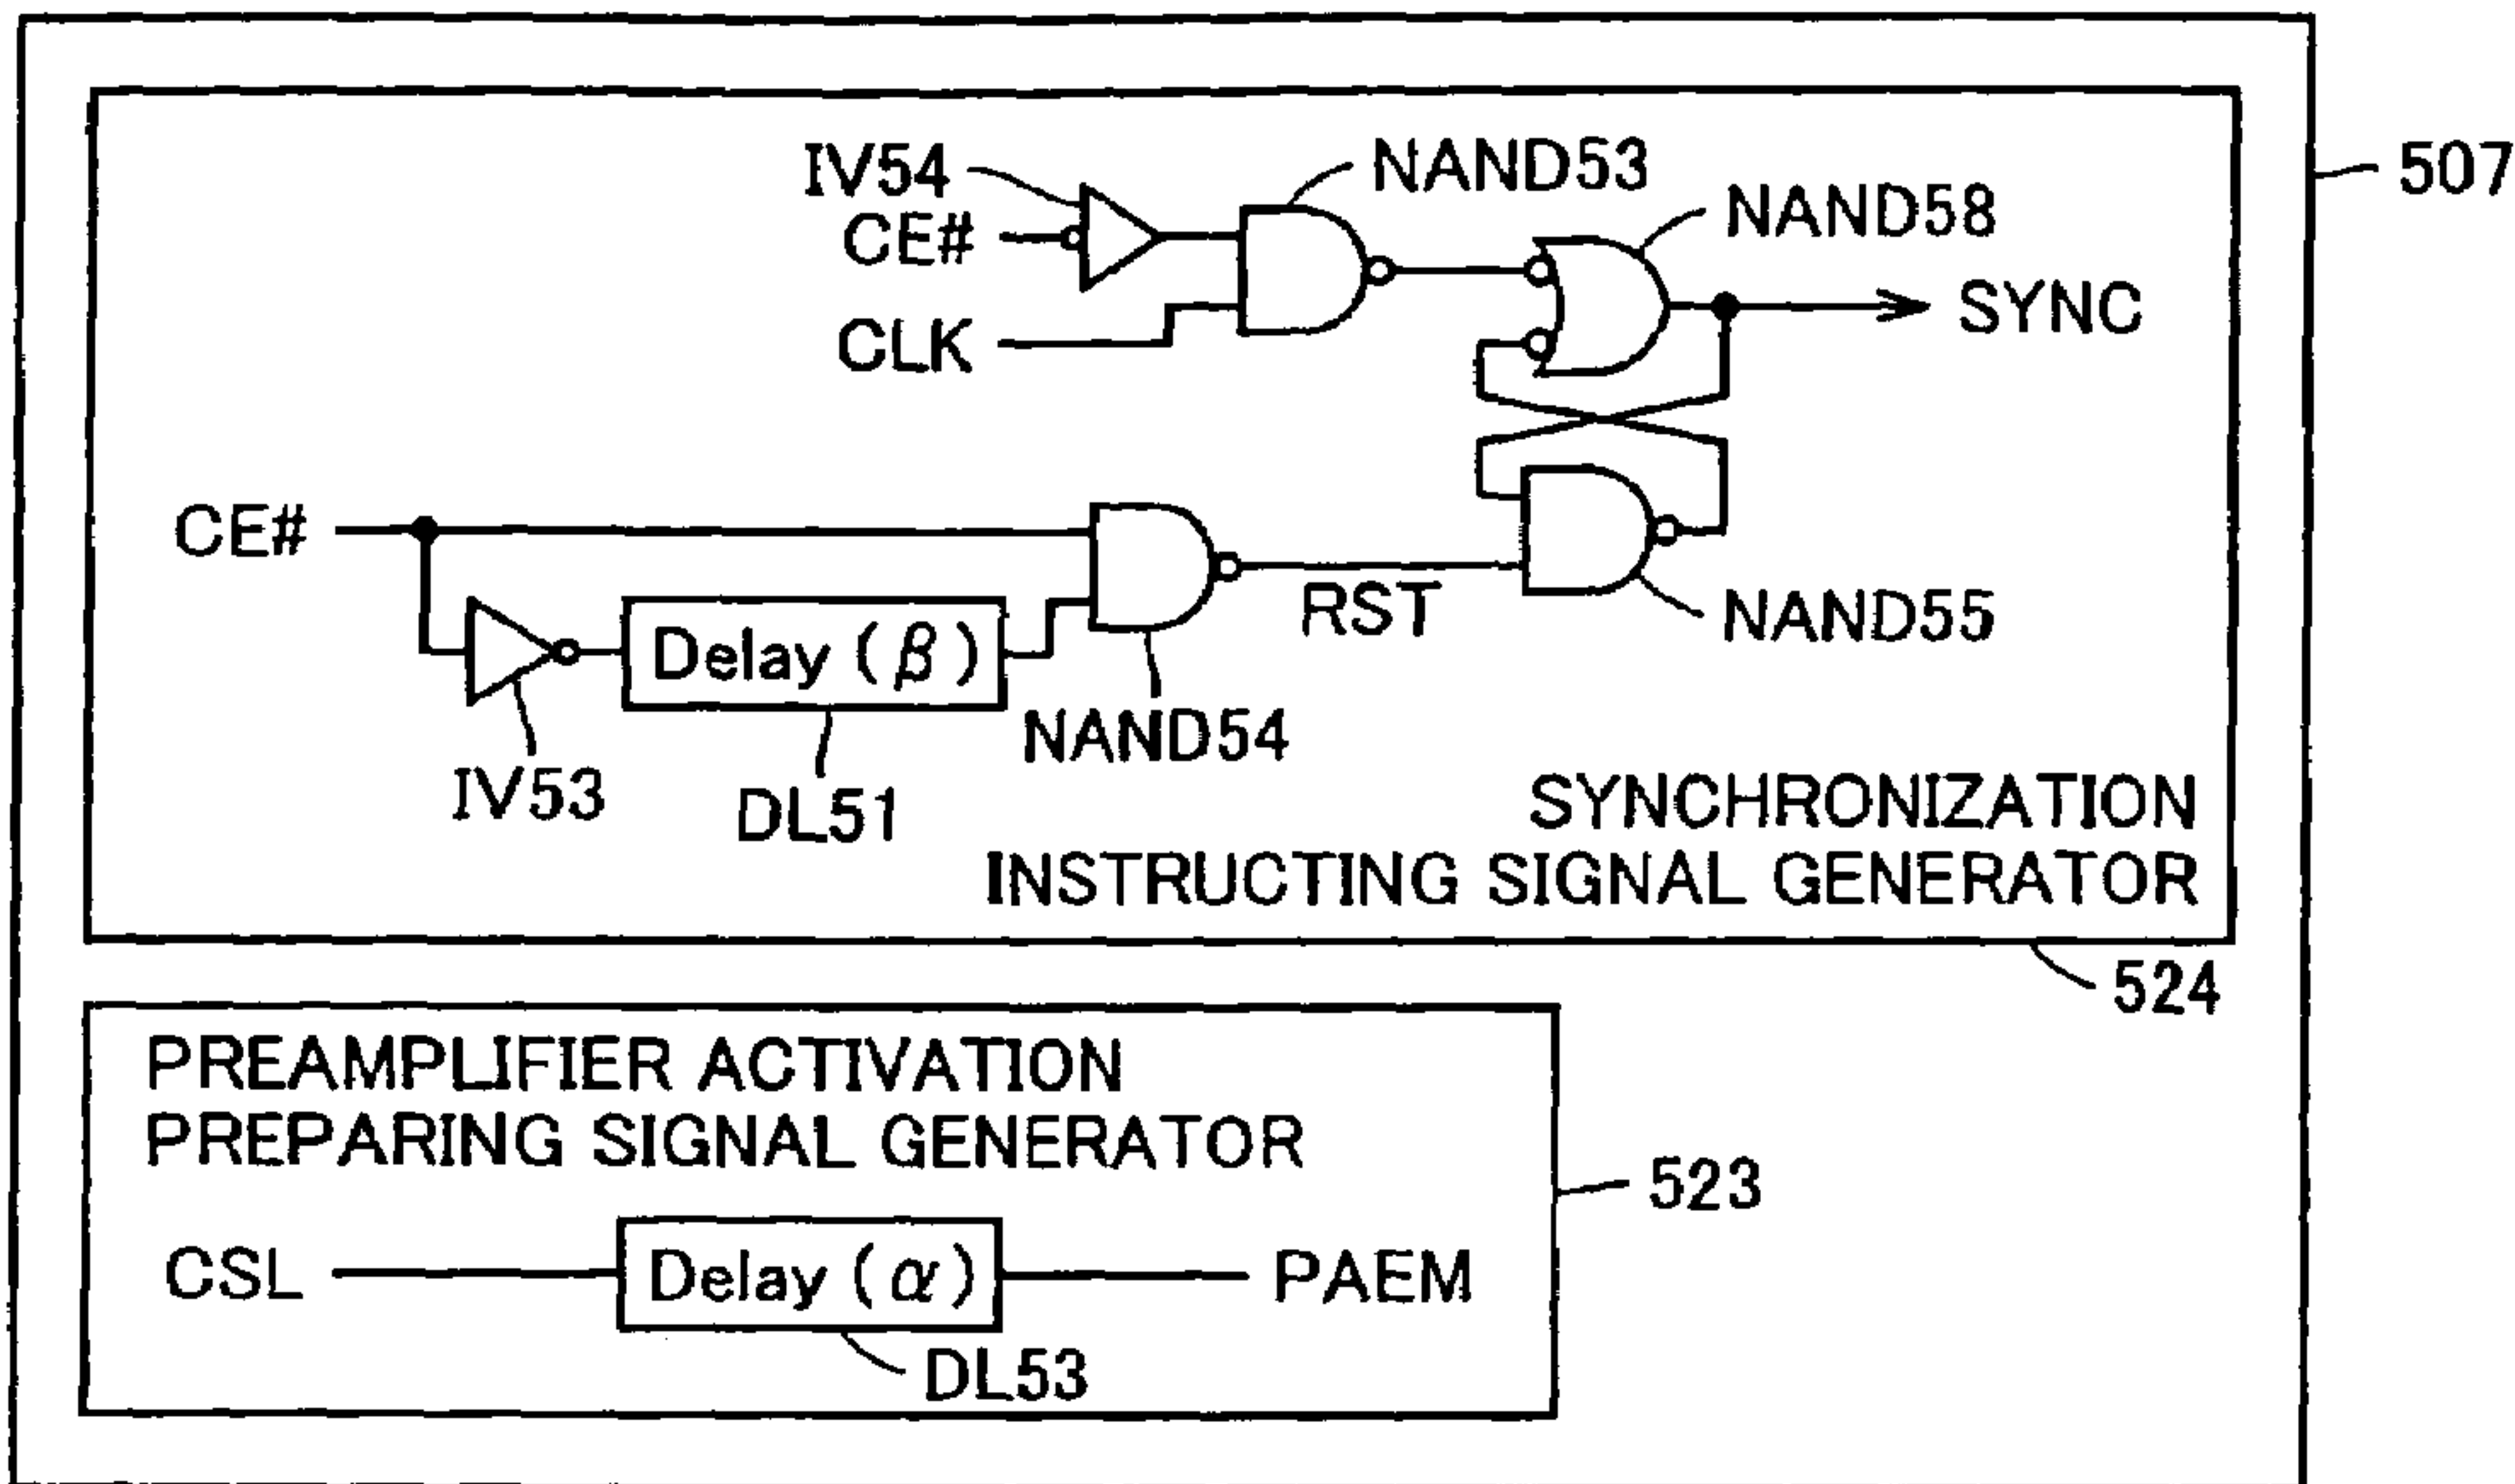 IV54
NAND53
507
CE#
NAND58
SYNC
CLK
CE#
RST
NAND55
Delay (β)
NAND54
IV53
DL51
SYNCHRONIZATION
INSTRUCTING SIGNAL GENERATOR
524
PREAMPLIFIER ACTIVATION
PREPARING SIGNAL GENERATOR
523
CSL
Delay (α)
PAEM
DL53